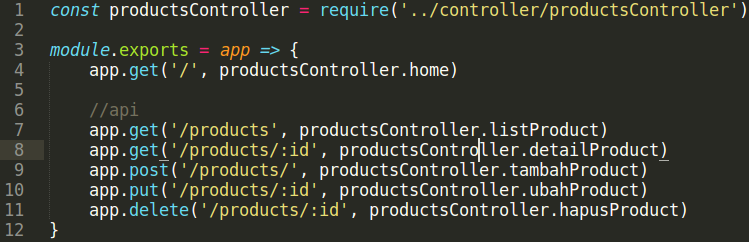 1 const productsController = require('../controller/productsController')
2
3 module.exports = app => {
4     app.get('/', productsController.home)
5
6     //api
7     app.get('/products', productsController.listProduct)
8     app.get('/products/:id', productsController.detailProduct)
9     app.post('/products/', productsController.tambahProduct)
10     app.put('/products/:id', productsController.ubahProduct)
11     app.delete('/products/:id', productsController.hapusProduct)
12 }